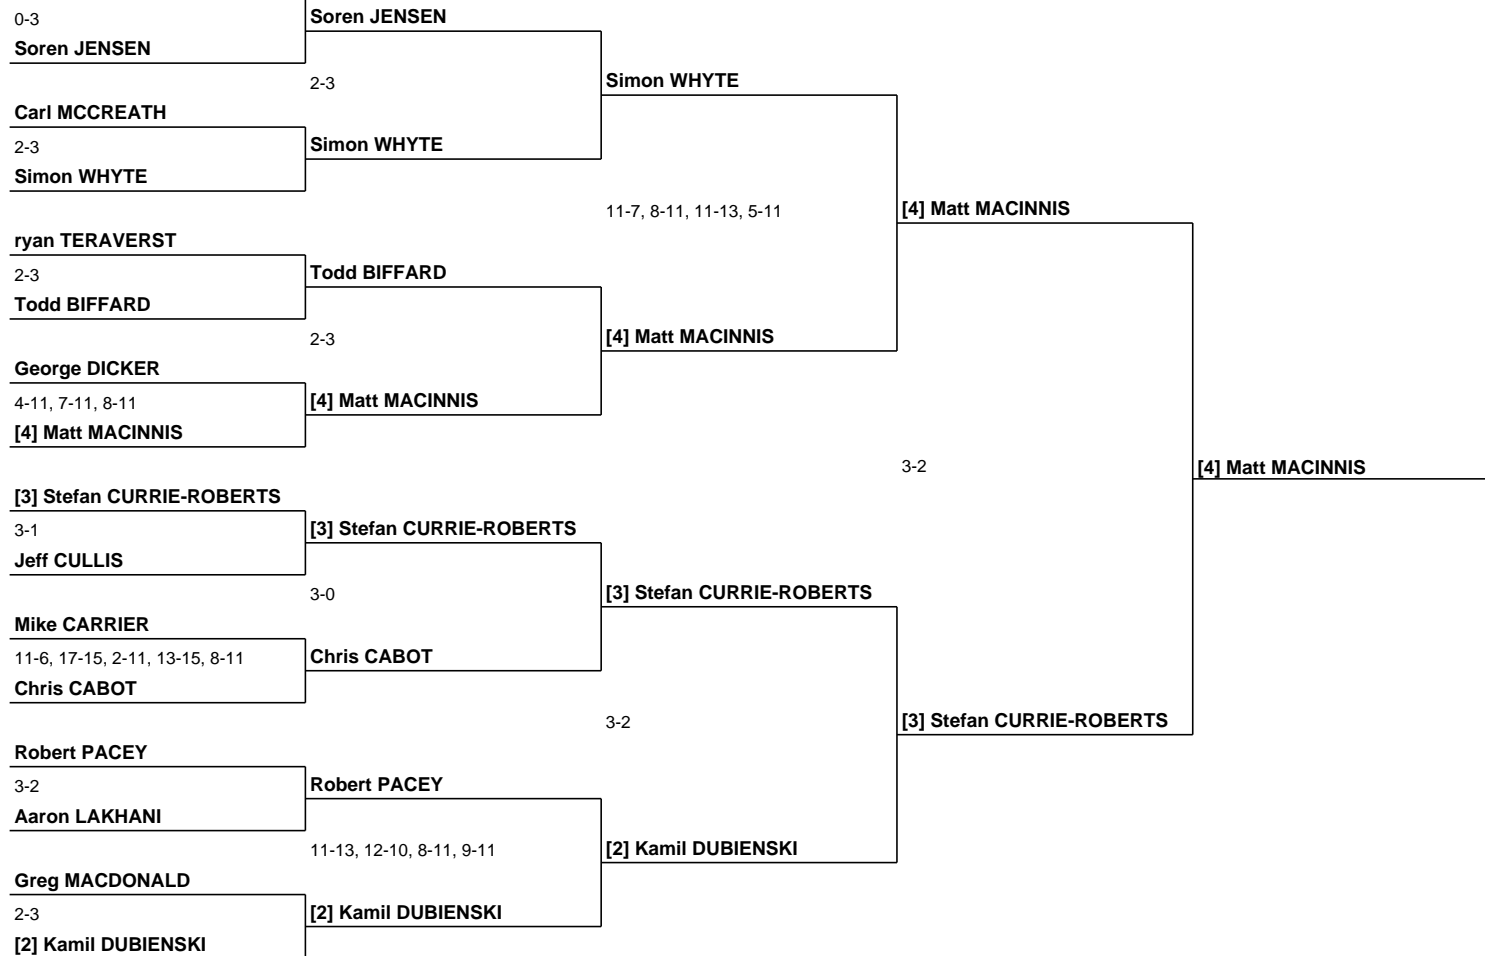 0-3
Soren JENSEN
Soren JENSEN
2-3
Simon WHYTE
Carl MCCREATH
2-3
Simon WHYTE
Simon WHYTE
11-7, 8-11, 11-13, 5-11
[4] Matt MACINNIS
ryan TERAVERST
2-3
Todd BIFFARD
Todd BIFFARD
2-3
[4] Matt MACINNIS
George DICKER
4-11, 7-11, 8-11
[4] Matt MACINNIS
[4] Matt MACINNIS
3-2
[4] Matt MACINNIS
[3] Stefan CURRIE-ROBERTS
3-1
[3] Stefan CURRIE-ROBERTS
Jeff CULLIS
3-0
[3] Stefan CURRIE-ROBERTS
Mike CARRIER
11-6, 17-15, 2-11, 13-15, 8-11
Chris CABOT
Chris CABOT
3-2
[3] Stefan CURRIE-ROBERTS
Robert PACEY
3-2
Robert PACEY
Aaron LAKHANI
11-13, 12-10, 8-11, 9-11
[2] Kamil DUBIENSKI
Greg MACDONALD
2-3
[2] Kamil DUBIENSKI
[2] Kamil DUBIENSKI